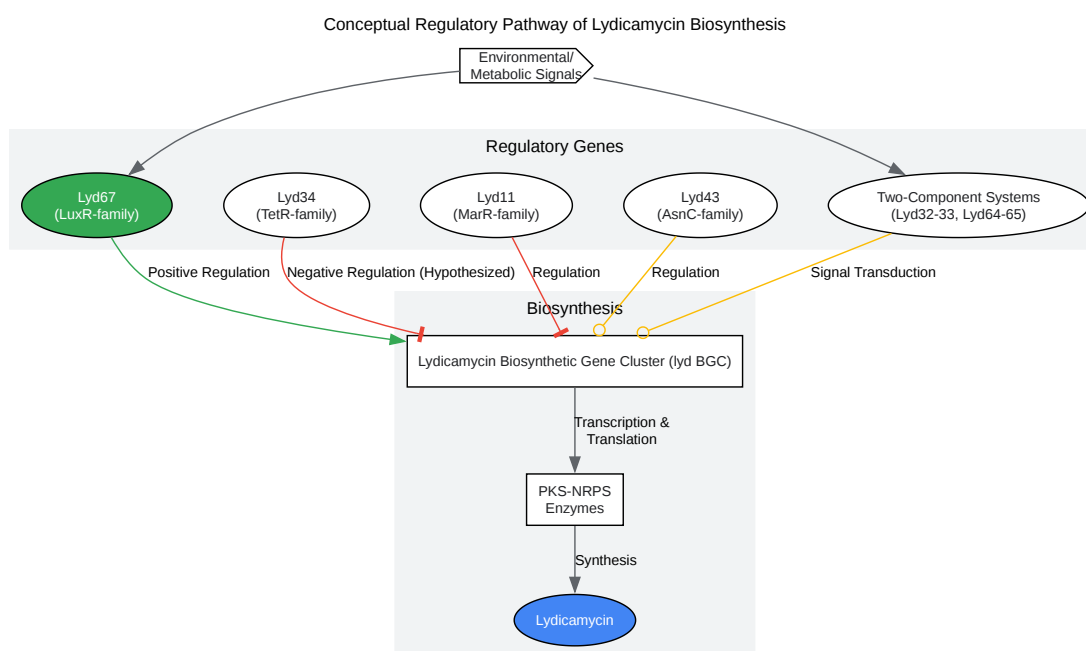 Conceptual Regulatory Pathway of Lydicamycin Biosynthesis
Environmental/
Metabolic Signals
Regulatory Genes
Lyd67
(LuxR-family)
Lyd34
(TetR-family)
Lyd11
(MarR-family)
Lyd43
(AsnC-family)
Two-Component Systems
(Lyd32-33, Lyd64-65)
Positive Regulation
Negative Regulation (Hypothesized)
Regulation
Regulation
Signal Transduction
Biosynthesis
Lydicamycin Biosynthetic Gene Cluster (lyd BGC)
Transcription &
Translation
PKS-NRPS
Enzymes
Synthesis
Lydicamycin